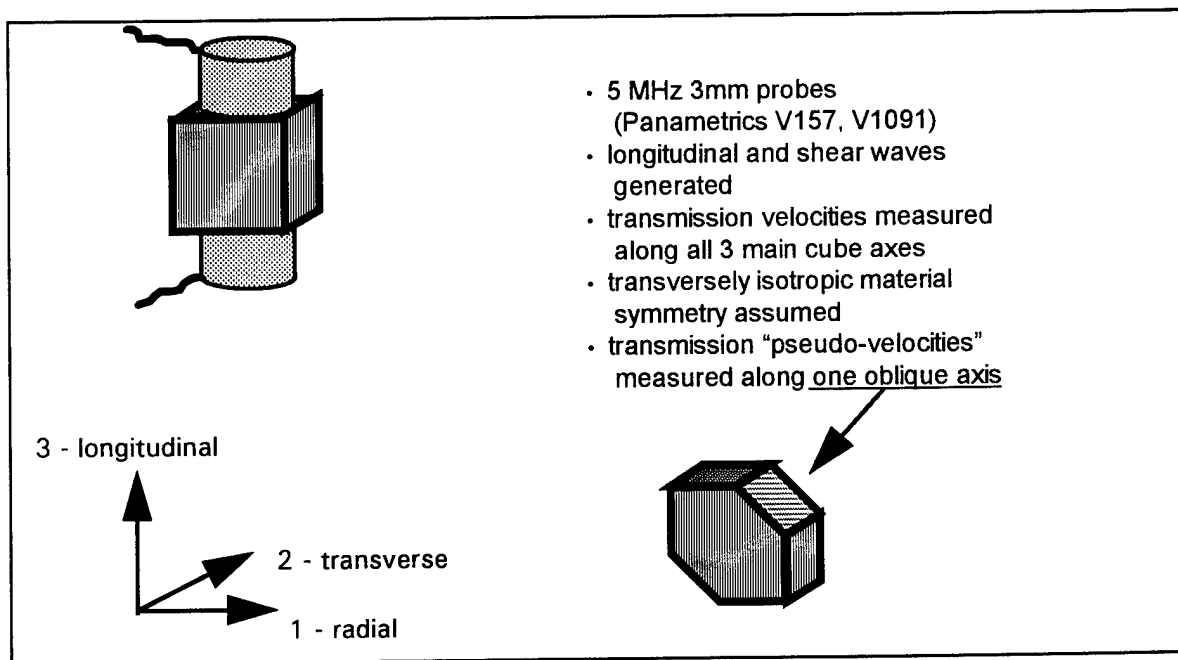 • 5 MHz 3mm probes
(Panametrics V157, V1091)
• longitudinal and shear waves
generated
• transmission velocities measured
along all 3 main cube axes
• transversely isotropic material
symmetry assumed
• transmission “pseudo-velocities”
measured along one oblique axis
3 - longitudinal
2 - transverse
1 - radial